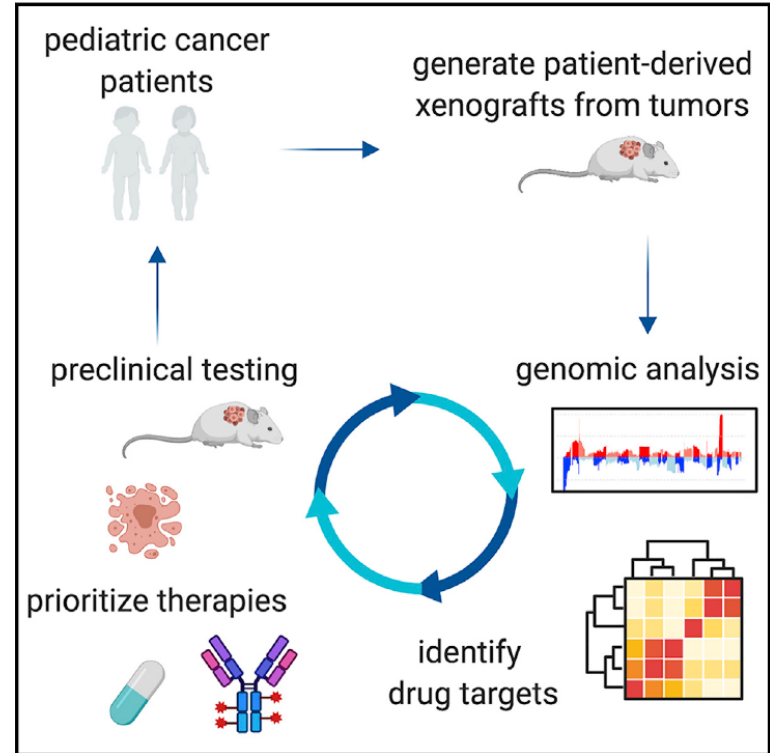 pediatric cancer
patients
generate patient-derived
xenografts from tumors
preclinical testing
genomic analysis
prioritize therapies
identify
drug targets